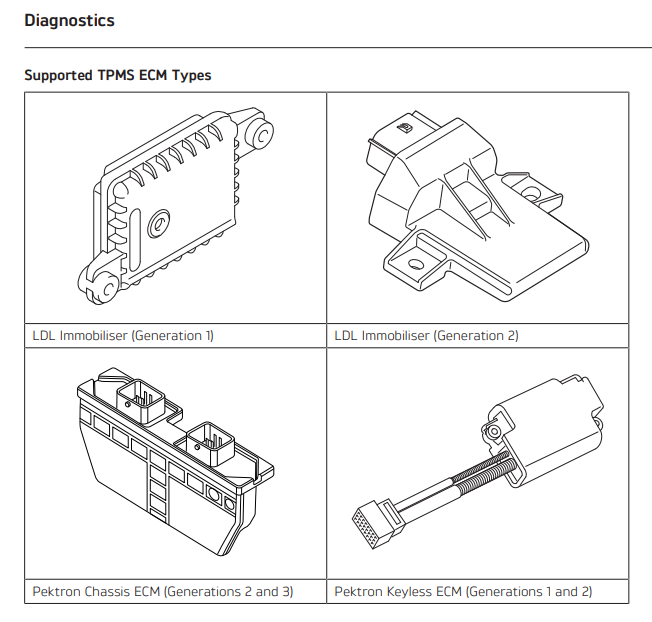 Diagnostics
Supported TPMS ECM Types
LDL Immobiliser (Generation 1)
LDL Immobiliser (Generation 2)
Pektron Chassis ECM (Generations 2 and 3)
Pektron Keyless ECM (Generations 1 and 2)